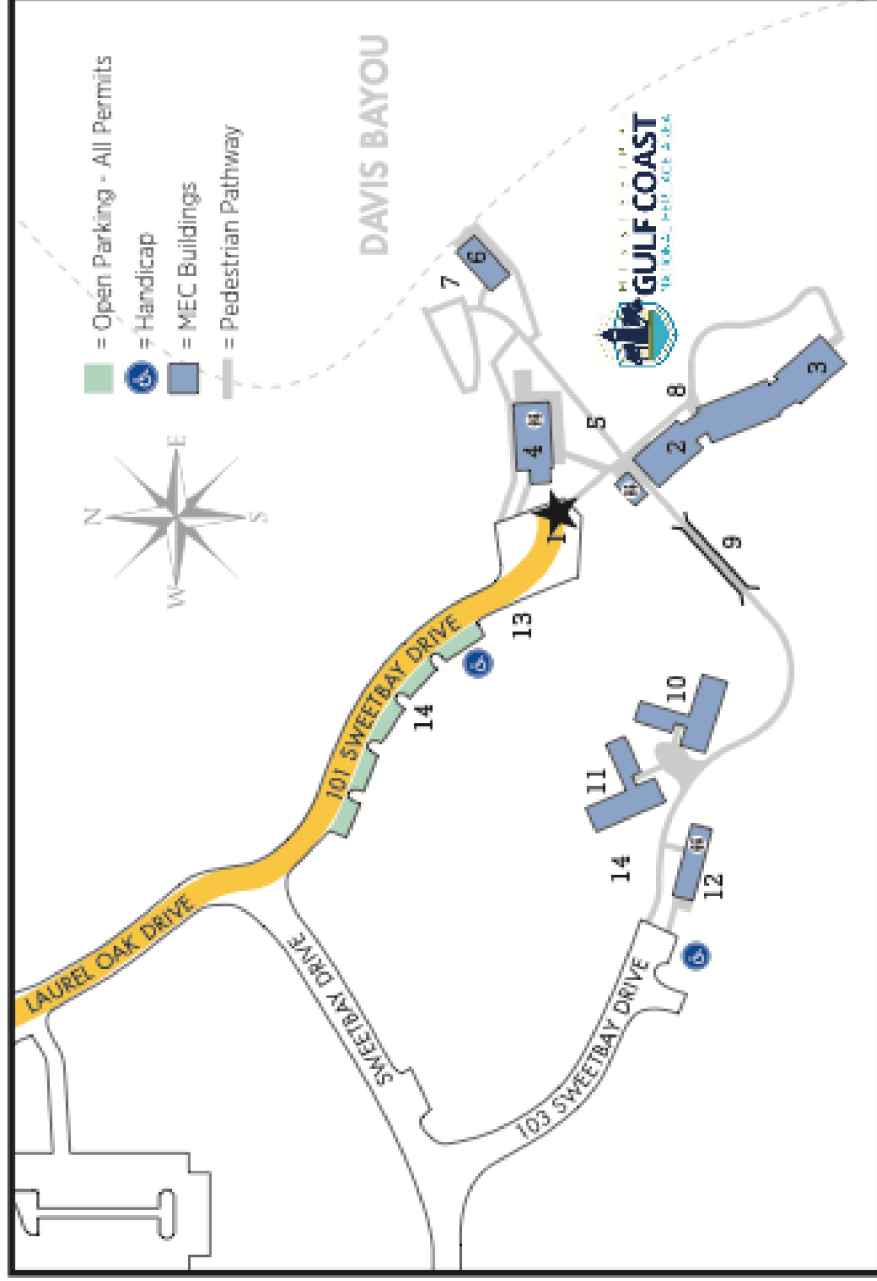 = Open Parking - All Permits
= Handicap
= MEC Buildings
= Pedestrian Pathway
N
W
E
S
DAVIS BAYOU
LAUREL OAK DRIVE
101 SWEETBAY DRIVE
SWEETBAY DRIVE
103 SWEETBAY DRIVE
GULF COAST
1
2
3
4
5
6
7
8
9
10
11
12
13
14
14